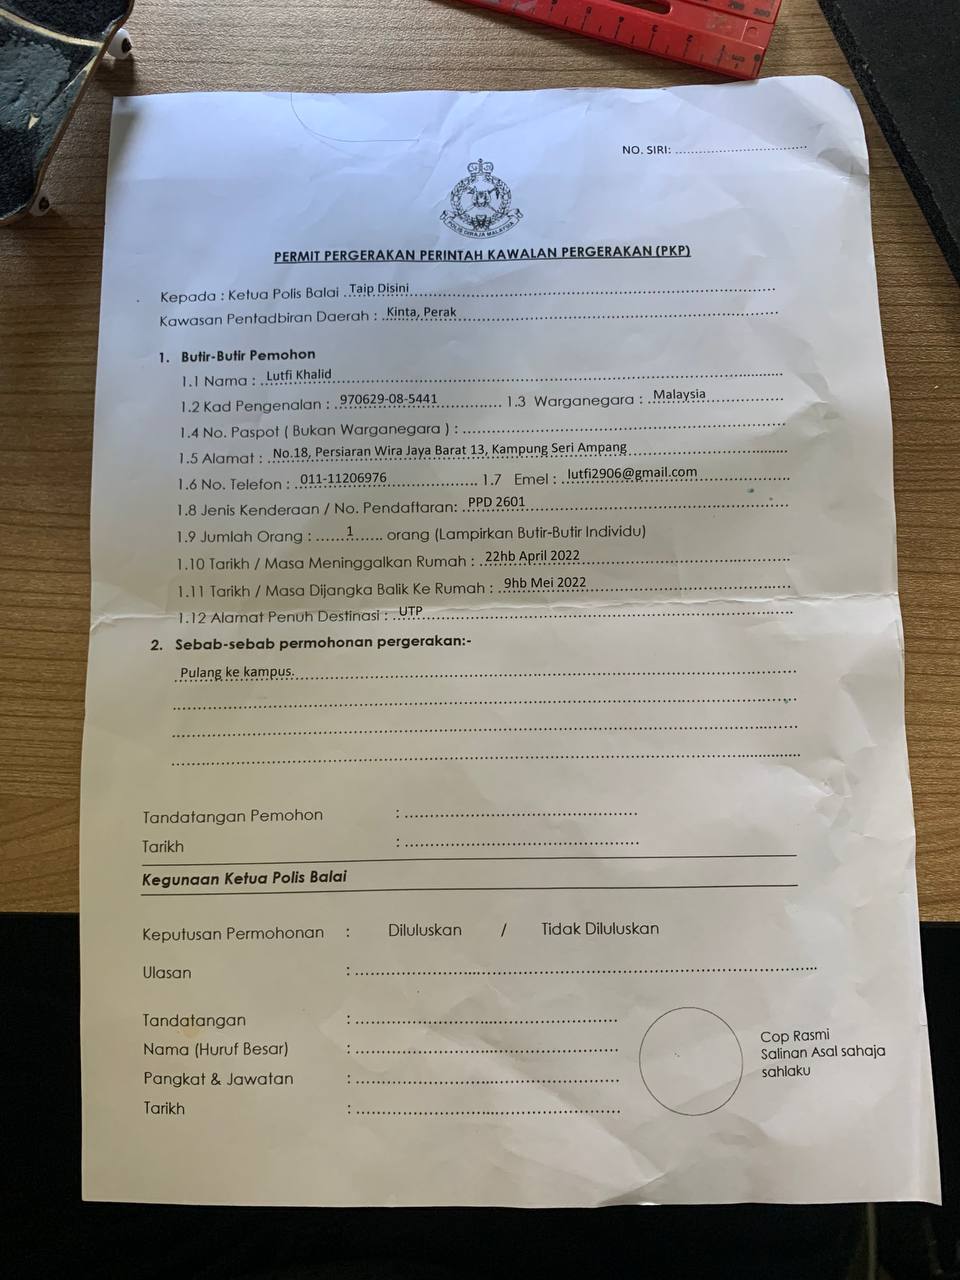 NO. SIRI: ................................
POLIS DIRAJA MALAYSIA
PERMIT PERGERAKAN PERINTAH KAWALAN PERGERAKAN (PKP)
Kepada : Ketua Polis Balai Taip Disini
Kawasan Pentadbiran Daerah : Kinta, Perak
1. Butir-Butir Pemohon
1.1 Nama : Lutfi Khalid
1.2 Kad Pengenalan : 970629-08-5441 1.3 Warganegara : Malaysia
1.4 No. Paspot ( Bukan Warganegara ) :
1.5 Alamat : No.18, Persiaran Wira Jaya Barat 13, Kampung Seri Ampang
1.6 No. Telefon : 011-11206976 1.7 Emel : lutfi2906@gmail.com
1.8 Jenis Kenderaan / No. Pendaftaran: PPD 2601
1.9 Jumlah Orang : ......1...... orang (Lampirkan Butir-Butir Individu)
1.10 Tarikh / Masa Meninggalkan Rumah : 22hb April 2022
1.11 Tarikh / Masa Dijangka Balik Ke Rumah : 9hb Mei 2022
1.12 Alamat Penuh Destinasi : UTP
2. Sebab-sebab permohonan pergerakan:-
Pulang ke kampus.
Tandatangan Pemohon :
Tarikh :
Kegunaan Ketua Polis Balai
Keputusan Permohonan : Diluluskan / Tidak Diluluskan
Ulasan :
Tandatangan :
Nama (Huruf Besar) :
Pangkat & Jawatan :
Tarikh :
Cop Rasmi
Salinan Asal sahaja
sahlaku